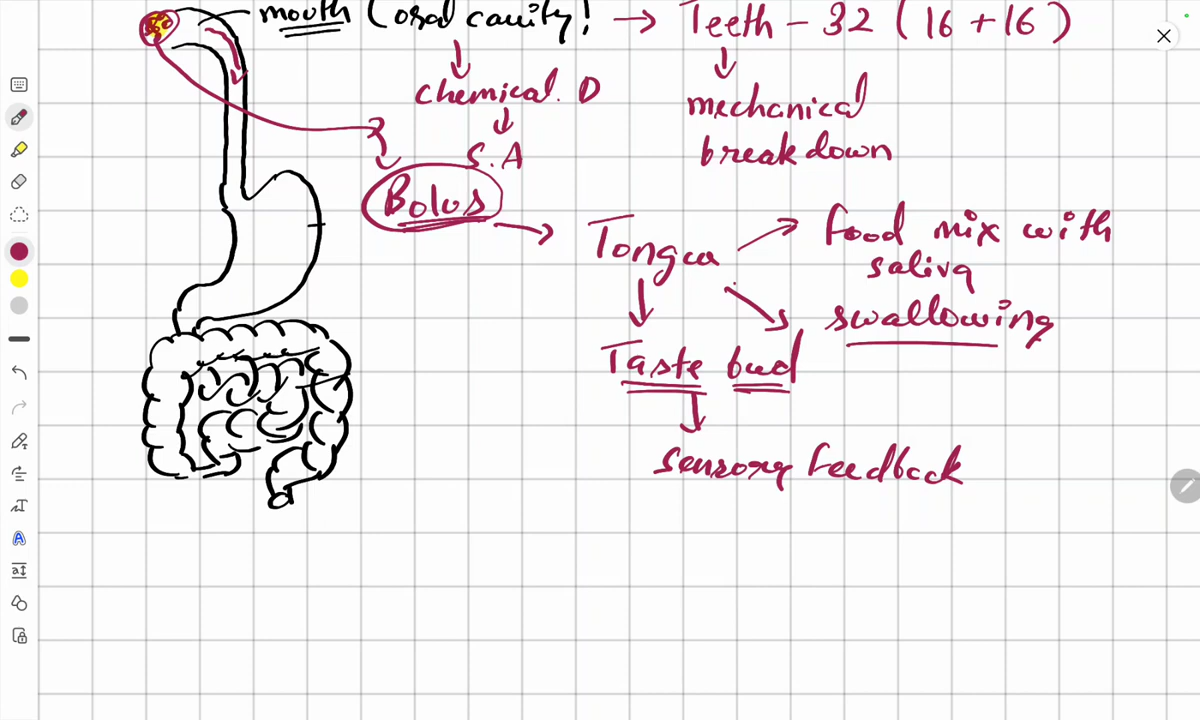 mouth (oral cavity! → Teeth - 32 (16 + 16)
chemical. D
mechanical
breakdown
S.A
Bolus
Tongue
food mix with
saliva
swallowing
Taste bud
sensory feedback